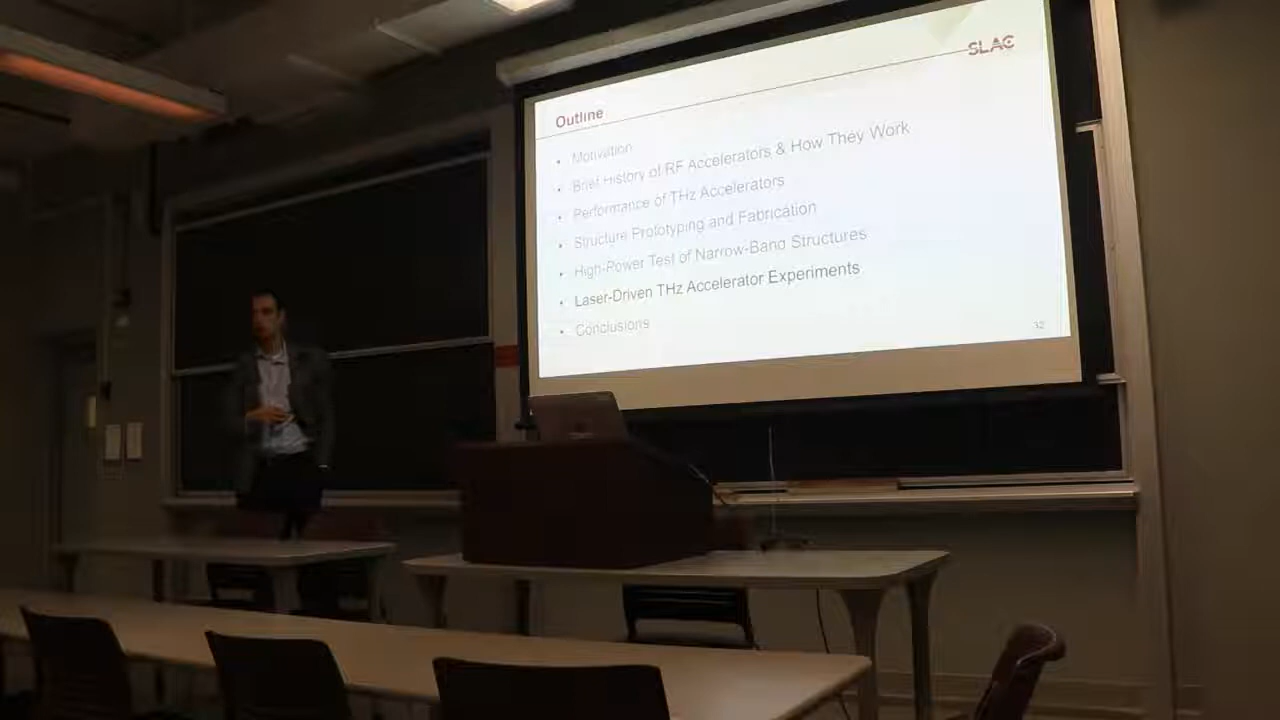 SLAC
Outline
• Motivation
• Brief History of RF Accelerators & How They Work
• Performance of THz Accelerators
• Structure Prototyping and Fabrication
• High-Power Test of Narrow-Band Structures
• Laser-Driven THz Accelerator Experiments
• Conclusions
32